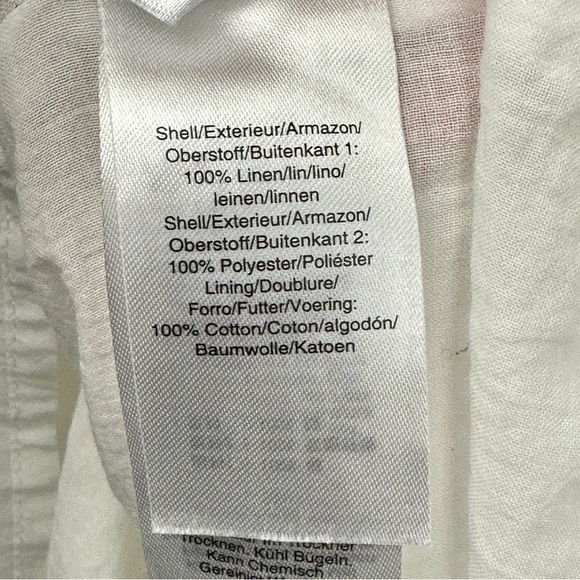 Shell/Exterieur/Armazon/
Oberstoff/Buitenkant 1:
100% Linen/lin/lino/
leinen/linnen
Shell/Exterieur/Armazon/
Oberstoff/Buitenkant 2:
100% Polyester/Poliéster
Lining/Doublure/
Forro/Futter/Voering:
100% Cotton/Coton/algodón/
Baumwolle/Katoen
Trockner
Trocknen. Kühl Bügeln.
Kann Chemisch